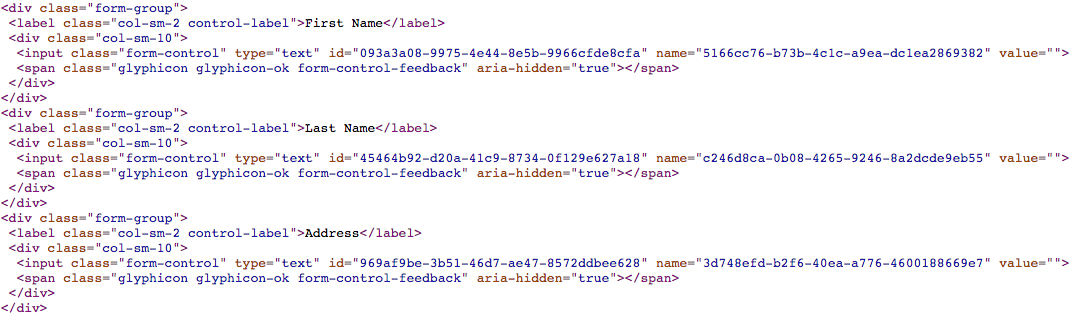 <div class="form-group">
<label class="col-sm-2 control-label">First Name</label>
<div class="col-sm-10">
<input class="form-control" type="text" id="093a3a08-9975-4e44-8e5b-9966cfde8cfa" name="5166cc76-b73b-4c1c-a9ea-dc1ea2869382" value="">
<span class="glyphicon glyphicon-ok form-control-feedback" aria-hidden="true"></span>
</div>
</div>
<div class="form-group">
<label class="col-sm-2 control-label">Last Name</label>
<div class="col-sm-10">
<input class="form-control" type="text" id="45464b92-d20a-41c9-8734-0f129e627a18" name="c246d8ca-0b08-4265-9246-8a2dcde9eb55" value="">
<span class="glyphicon glyphicon-ok form-control-feedback" aria-hidden="true"></span>
</div>
</div>
<div class="form-group">
<label class="col-sm-2 control-label">Address</label>
<div class="col-sm-10">
<input class="form-control" type="text" id="969af9be-3b51-46d7-ae47-8572ddbee628" name="3d748efd-b2f6-40ea-a776-4600188669e7" value="">
<span class="glyphicon glyphicon-ok form-control-feedback" aria-hidden="true"></span>
</div>
</div>